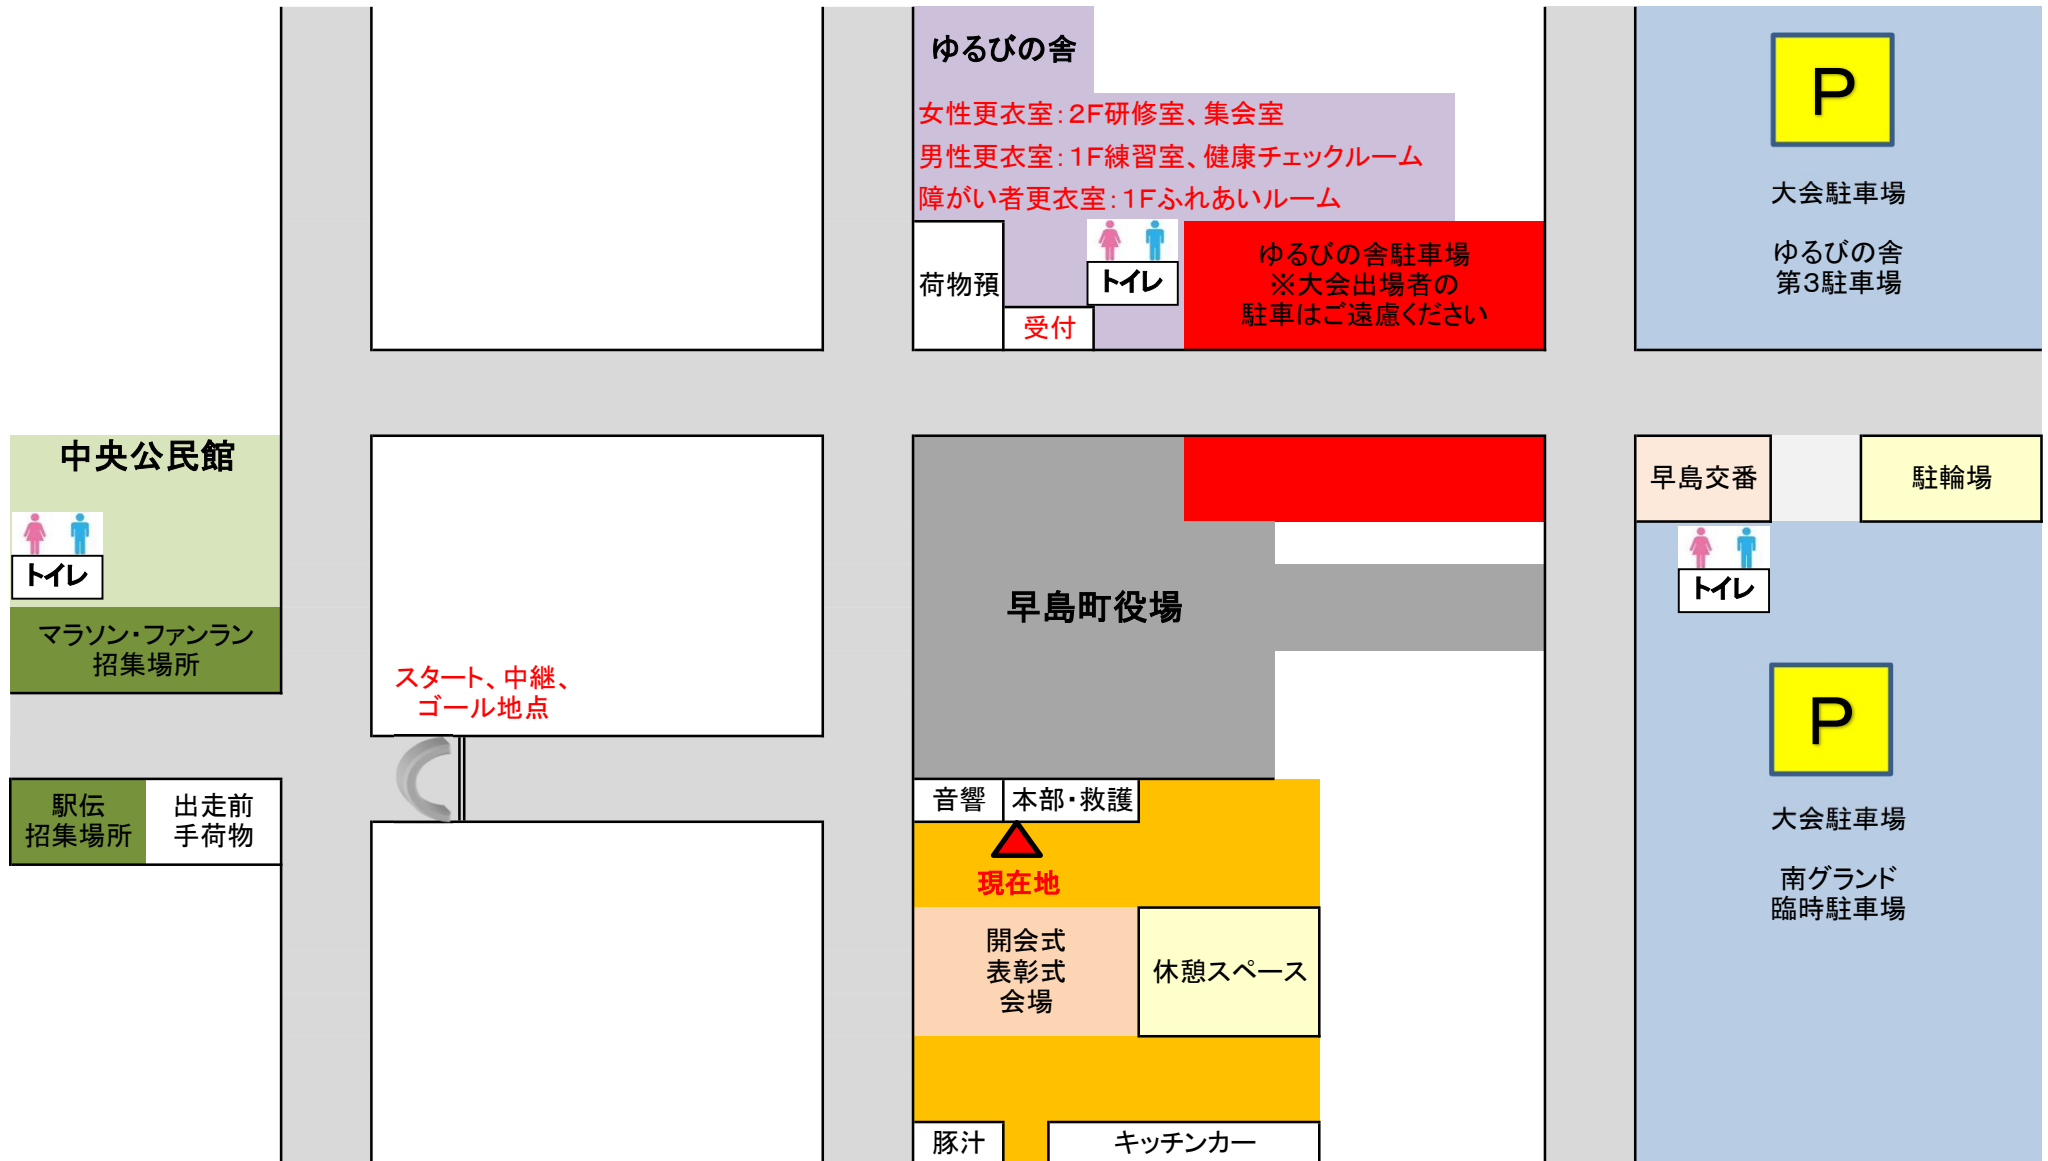 ゆるびの舎
女性更衣室：2F研修室、集会室
男性更衣室：1F練習室、健康チェックルーム
障がい者更衣室：1Fふれあいルーム
荷物預
トイレ
受付
ゆるびの舎駐車場
※大会出場者の
駐車はご遠慮ください
P
大会駐車場
ゆるびの舎
第3駐車場
中央公民館
トイレ
マラソン・ファンラン
招集場所
スタート、中継、
ゴール地点
早島町役場
早島交番
駐輪場
トイレ
P
大会駐車場
南グランド
臨時駐車場
駅伝
招集場所
出走前
手荷物
音響
本部・救護
現在地
開会式
表彰式
会場
休憩スペース
豚汁
キッチンカー